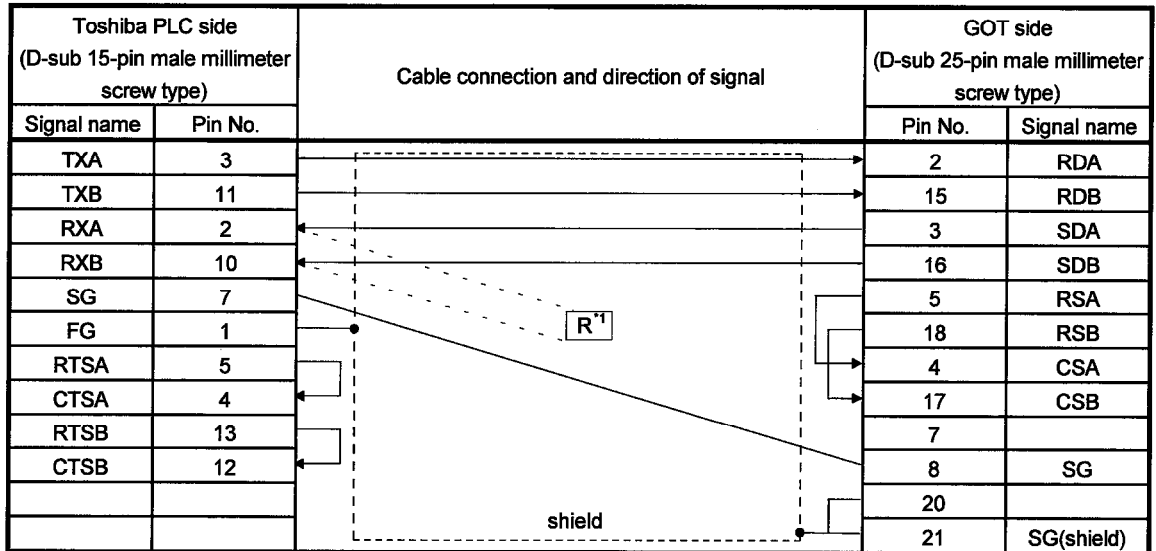 Toshiba PLC side
(D-sub 15-pin male millimeter
screw type)
Cable connection and direction of signal
GOT side
(D-sub 25-pin male millimeter
screw type)
Signal name Pin No. Pin No. Signal name
TXA 3 2 RDA
TXB 11 15 RDB
RXA 2 3 SDA
RXB 10 16 SDB
SG 7 5 RSA
R*1
FG 1 18 RSB
RTSA 5 4 CSA
CTSA 4 17 CSB
RTSB 13 7
CTSB 12 8 SG
20
shield
21 SG(shield)